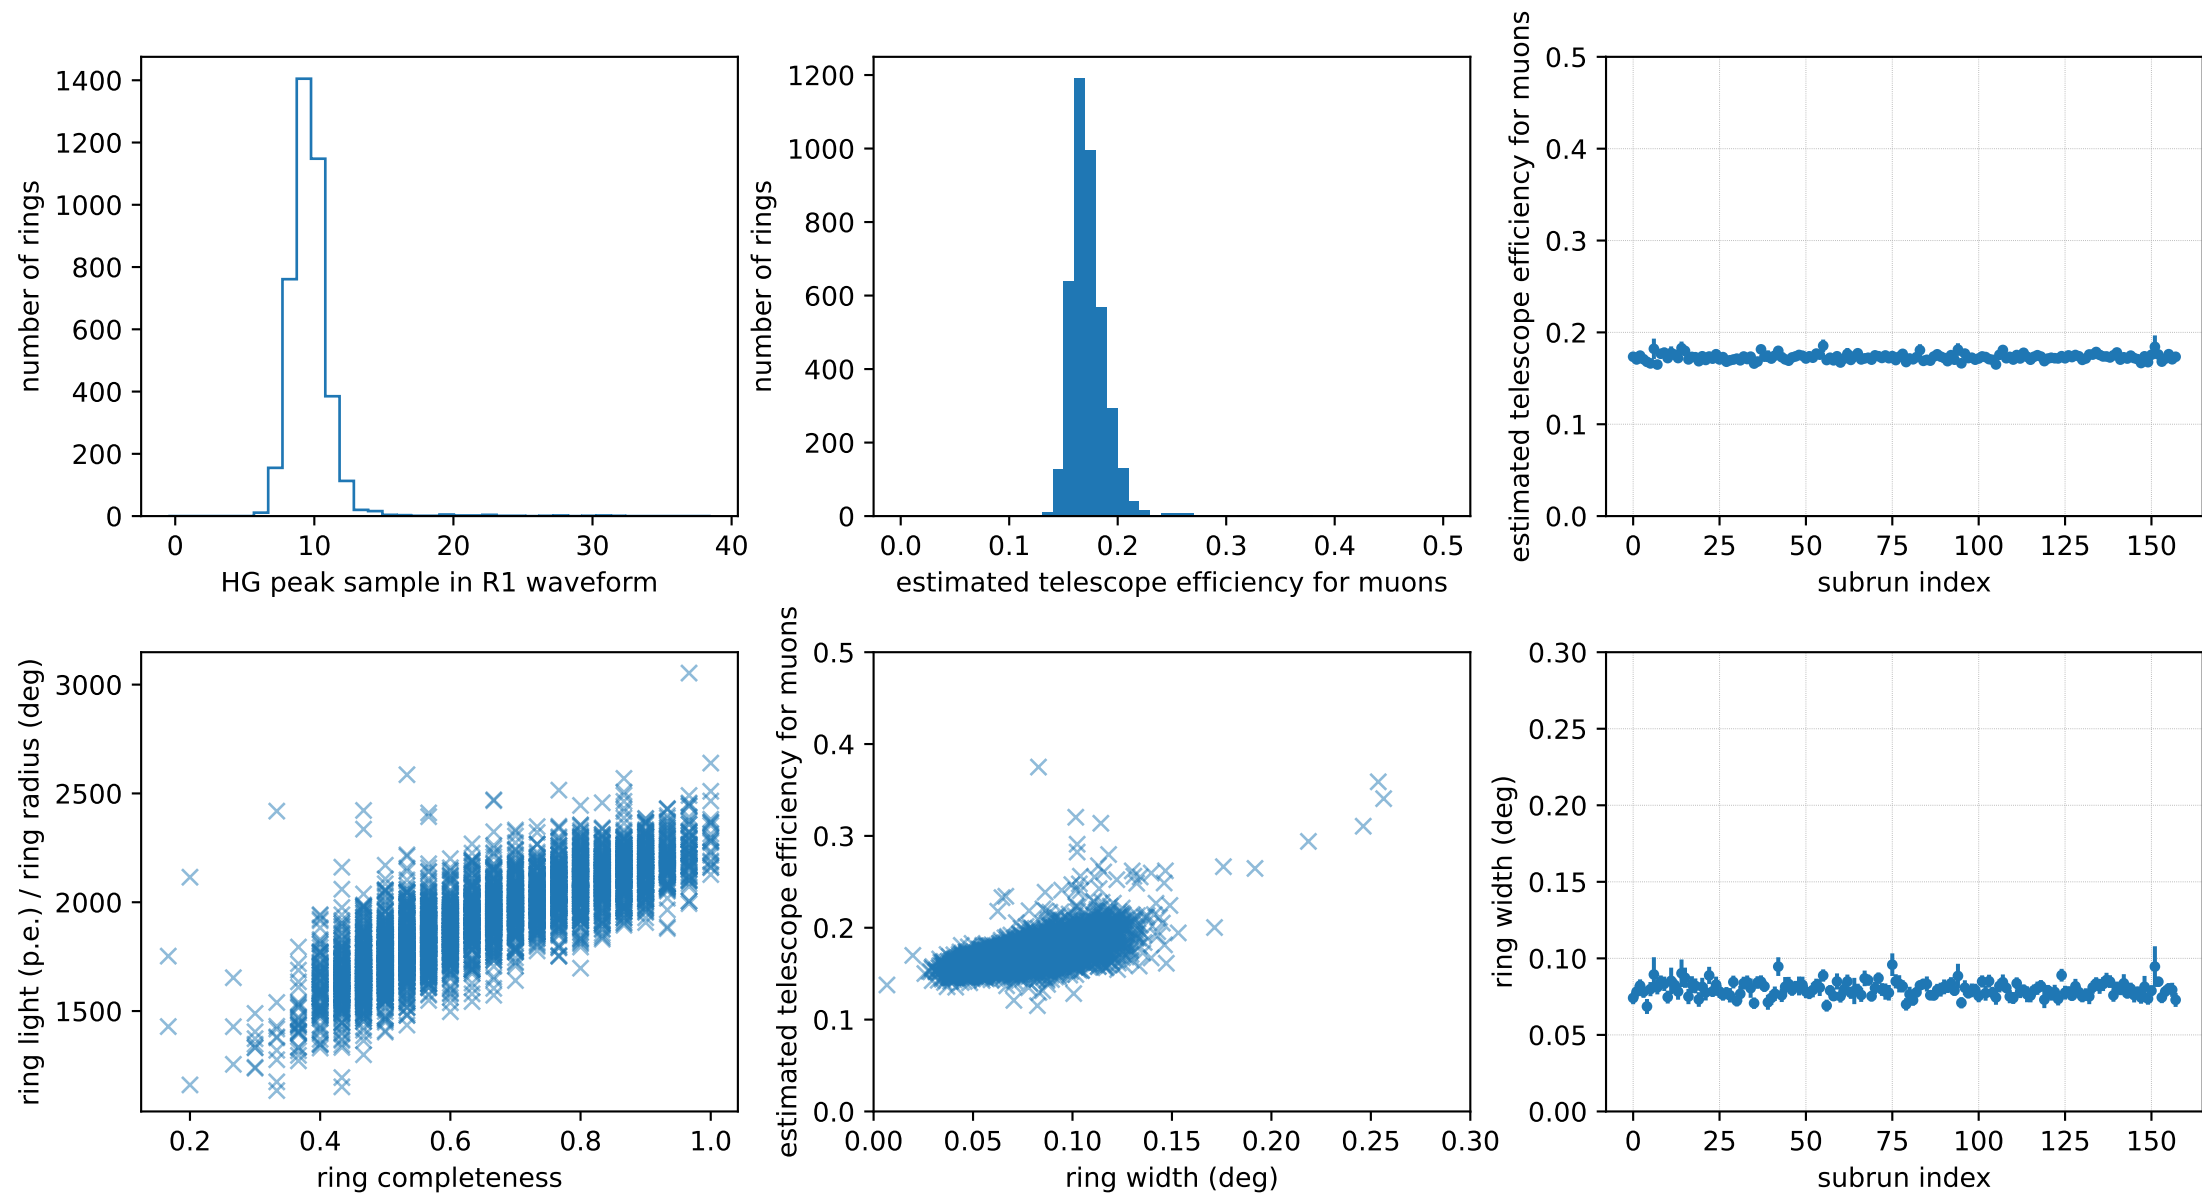 1400
1200
1000
800
600
400
200
0
number of rings
0 10 20 30 40
HG peak sample in R1 waveform
1200
1000
800
600
400
200
0
number of rings
0.0 0.1 0.2 0.3 0.4 0.5
estimated telescope efficiency for muons
0.5
0.4
0.3
0.2
0.1
0.0
estimated telescope efficiency for muons
0 25 50 75 100 125 150
subrun index
3000
2500
2000
1500
ring light (p.e.) / ring radius (deg)
0.2 0.4 0.6 0.8 1.0
ring completeness
0.5
0.4
0.3
0.2
0.1
0.0
estimated telescope efficiency for muons
0.00 0.05 0.10 0.15 0.20 0.25 0.30
ring width (deg)
0.30
0.25
0.20
0.15
0.10
0.05
0.00
ring width (deg)
0 25 50 75 100 125 150
subrun index